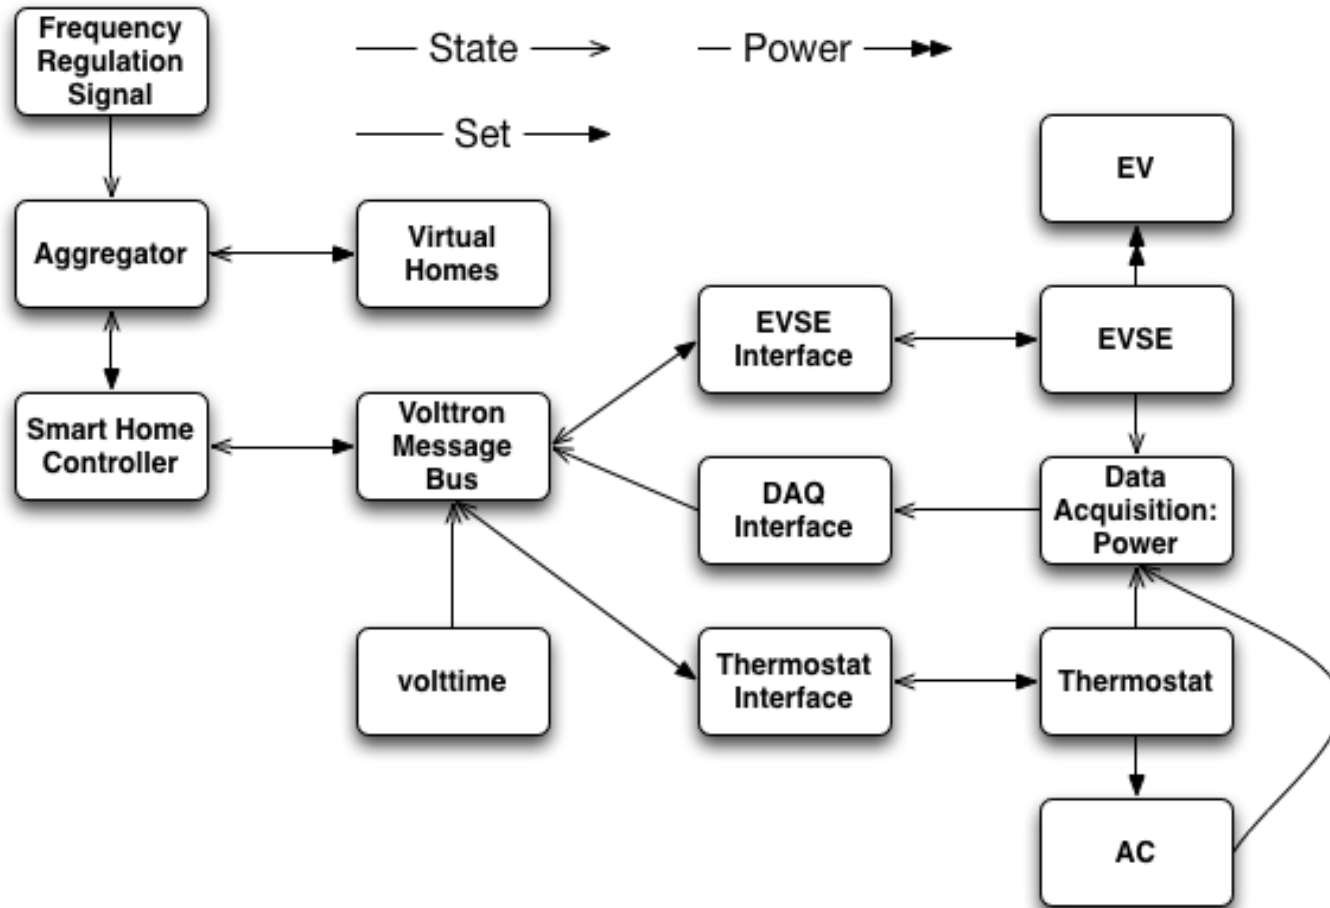 Frequency
Regulation
Signal
State
Power
Set
EV
Aggregator
Virtual
Homes
EVSE
Interface
EVSE
Smart Home
Controller
Volttron
Message
Bus
DAQ
Interface
Data
Acquisition:
Power
volttime
Thermostat
Interface
Thermostat
AC